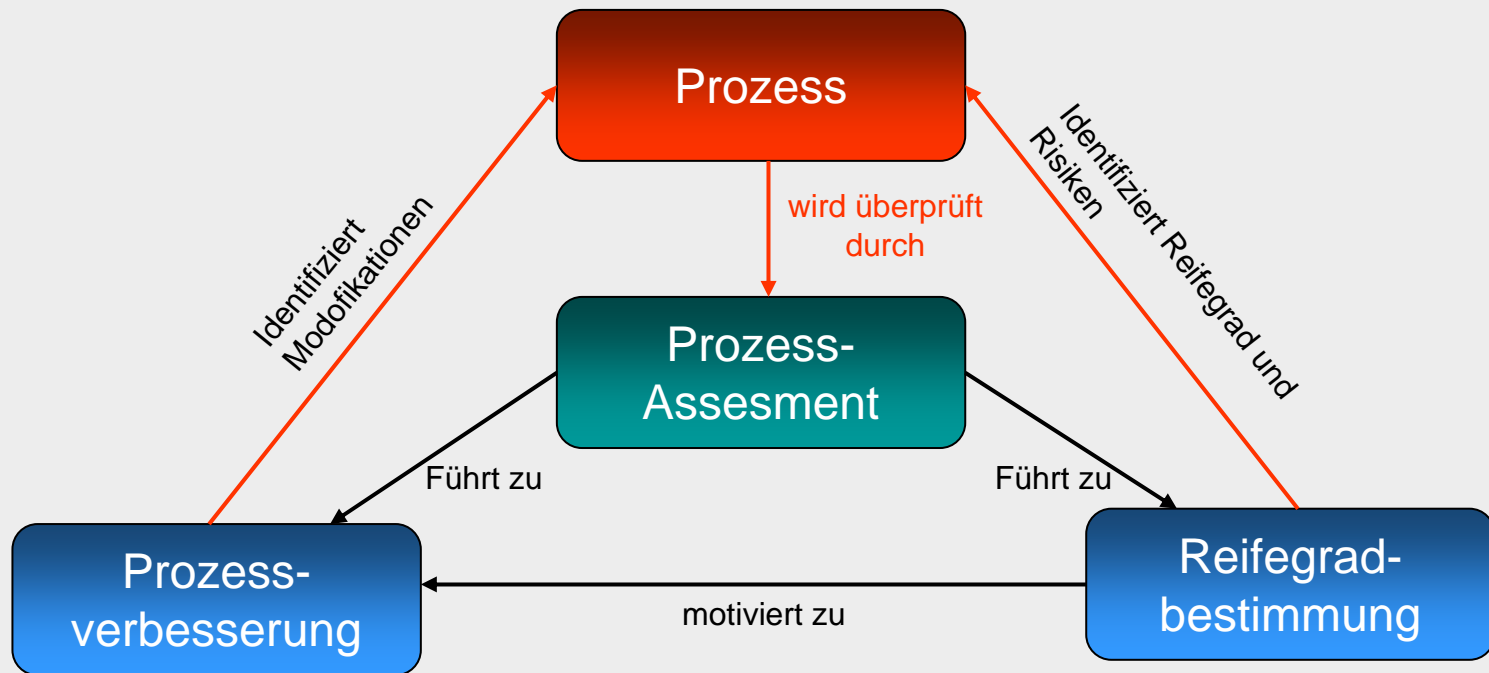 Prozess
wird überprüft
durch
Identifiziert
Modofikationen
Identifiziert Reifegrad und
Risiken
Prozess-
Assesment
Führt zu
Führt zu
Prozess-
verbesserung
motiviert zu
Reifegrad-
bestimmung